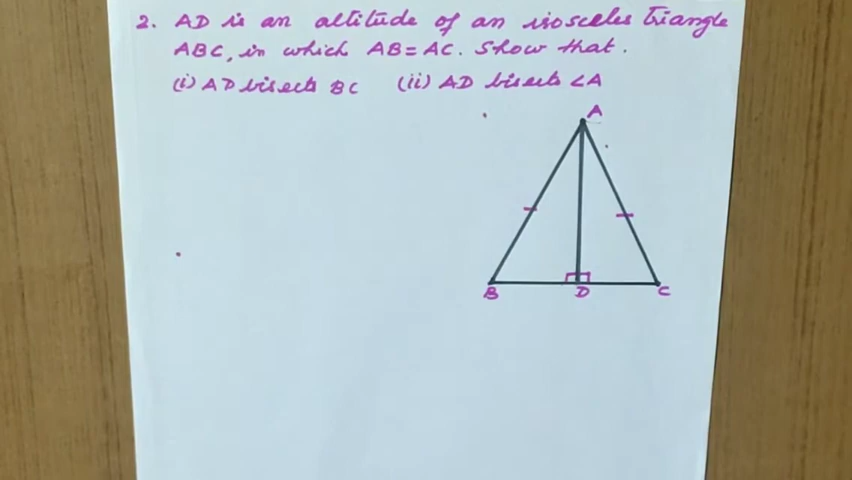 2. AD is an altitude of an isosceles triangle
ABC, in which AB = AC. Show that.
(i) AD bisects BC (ii) AD bisects ∠A
A
B
D
C